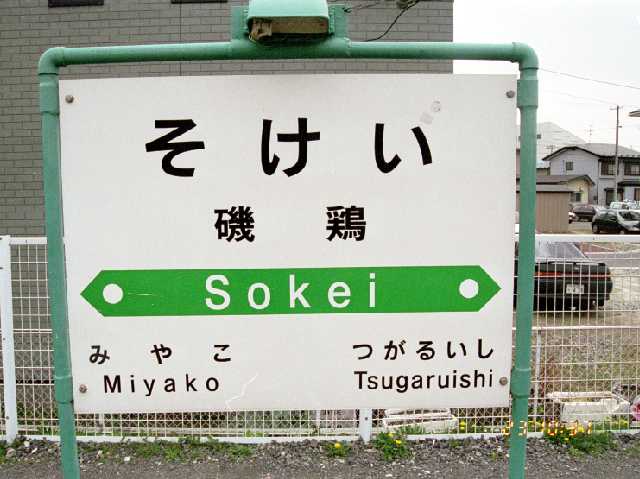 そけい
磯鶏
Sokei
みやこ つがるいし
Miyako Tsugaruishi